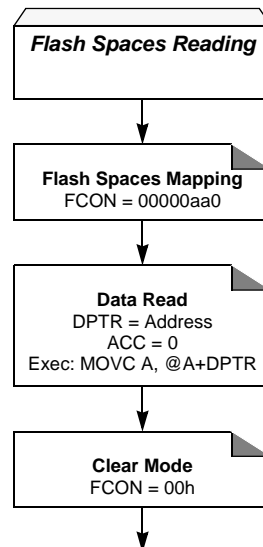 Flash Spaces Reading
Flash Spaces Mapping
FCON = 00000aa0
Data Read
DPTR = Address
ACC = 0
Exec: MOVC A, @A+DPTR
Clear Mode
FCON = 00h